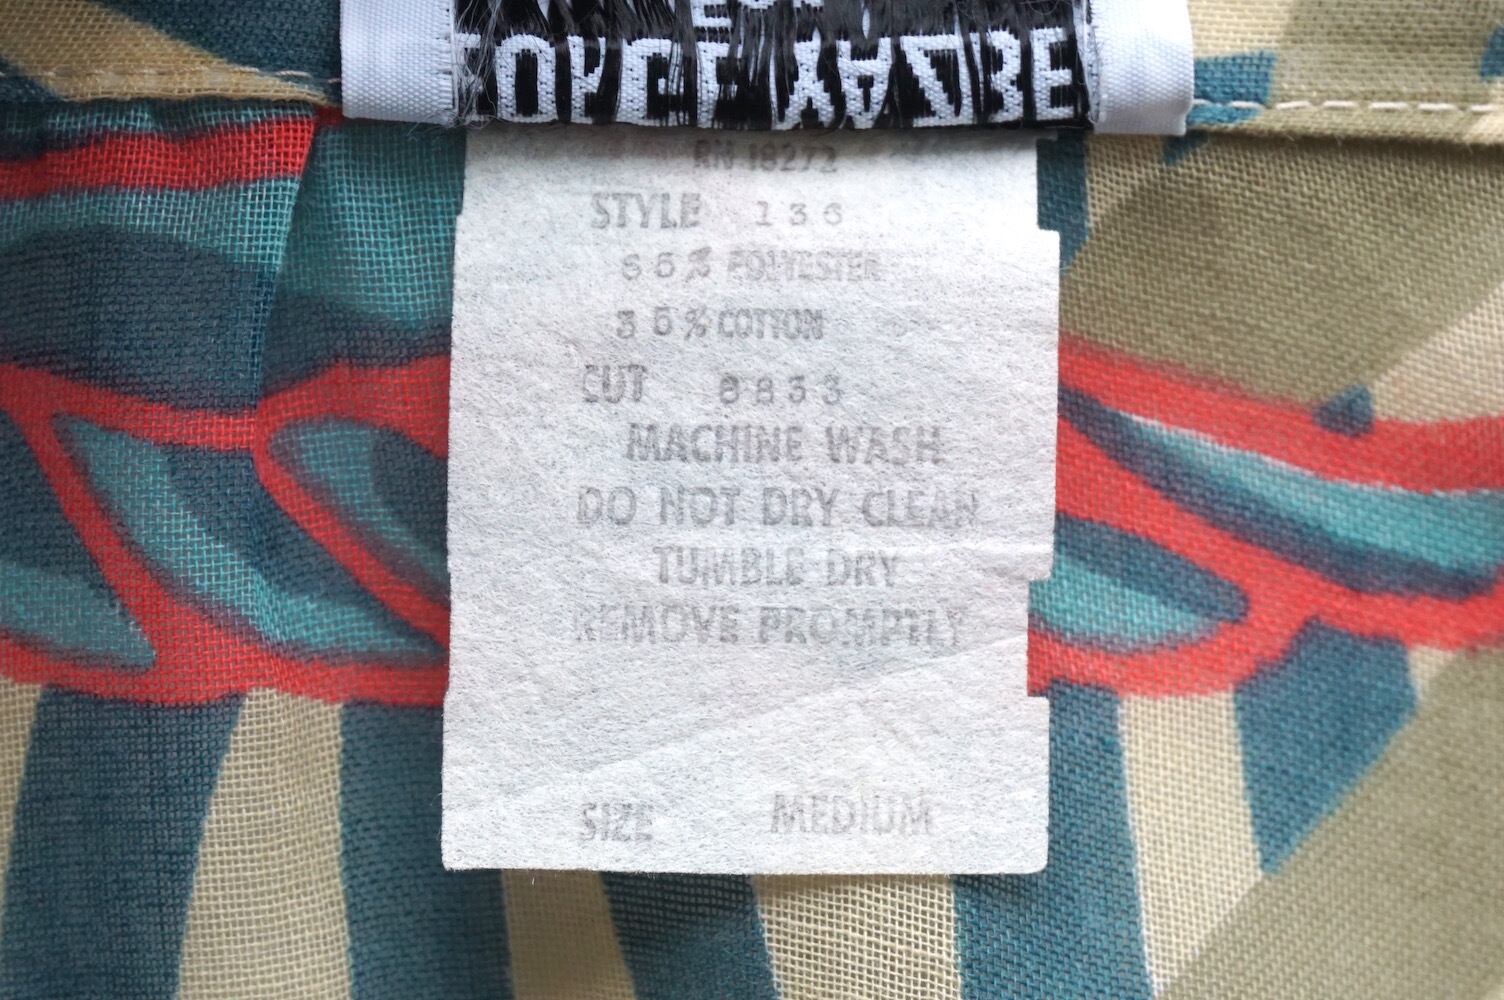 RN 18272
STYLE 136
65% POLYESTER
35% COTTON
CUT 8833
MACHINE WASH
DO NOT DRY CLEAN
TUMBLE DRY
REMOVE PROMPTLY
SIZE MEDIUM